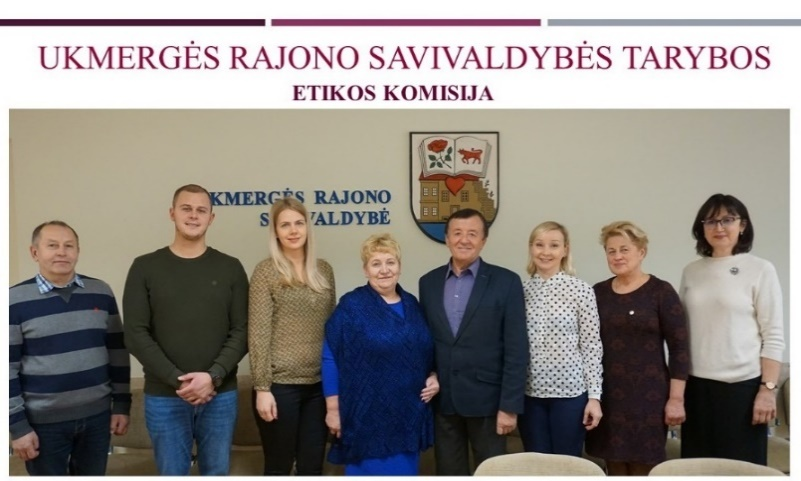 UKMERGĖS RAJONO SAVIVALDYBĖS TARYBOS
ETIKOS KOMISIJA
KMERGĖS RAJONO
S VALDYBĖ